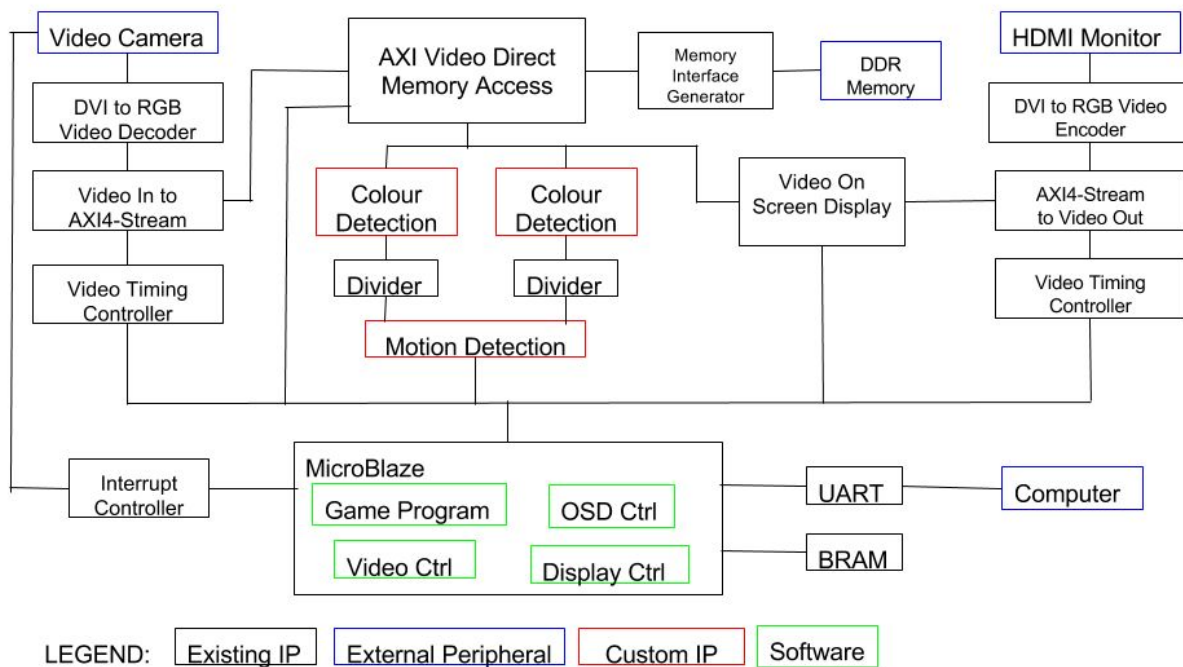 Video Camera
AXI Video Direct
Memory Access
Memory
Interface
Generator
DDR
Memory
HDMI Monitor
DVI to RGB
Video Decoder
DVI to RGB Video
Encoder
Video In to
AXI4-Stream
Colour
Detection
Colour
Detection
Video On
Screen Display
AXI4-Stream
to Video Out
Video Timing
Controller
Divider
Divider
Video Timing
Controller
Motion Detection
Interrupt
Controller
MicroBlaze
Game Program
OSD Ctrl
Video Ctrl
Display Ctrl
UART
Computer
BRAM
LEGEND:
Existing IP
External Peripheral
Custom IP
Software